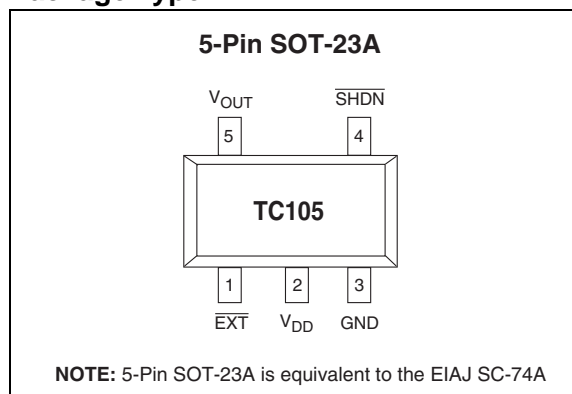 5-Pin SOT-23A
VOUT SHDN
5 4
TC105
1 2 3
EXT VDD GND
NOTE: 5-Pin SOT-23A is equivalent to the EIAJ SC-74A